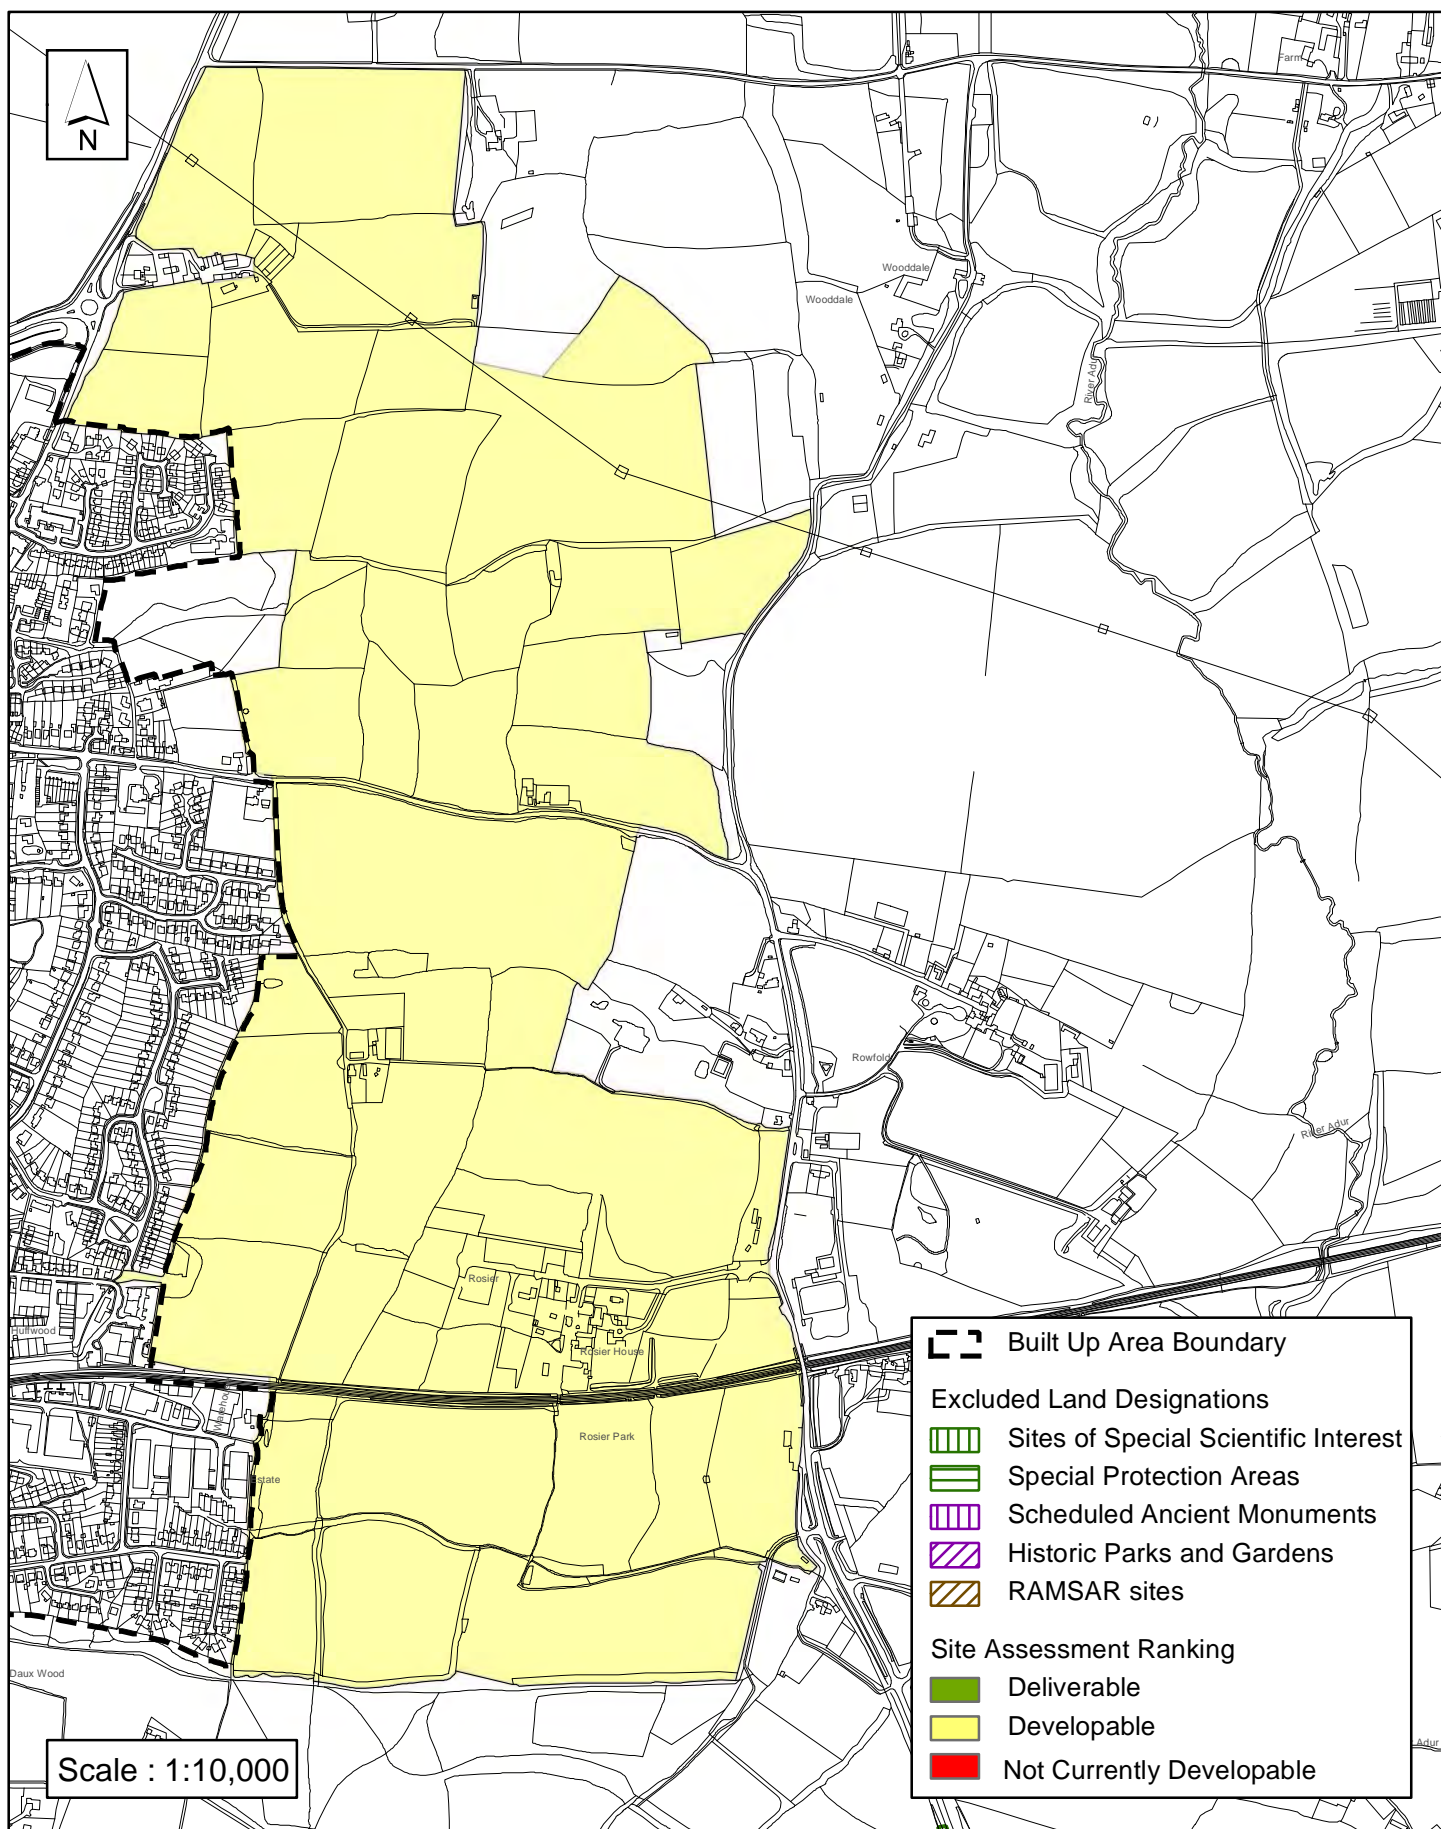 Farm
N
Wooddale
Wooddale
River Adur
Rowfold
River Adur
Rosier
Huffwood
Rosier House
Rosier Park
Estate
Daux Wood
Adur
Built Up Area Boundary
Excluded Land Designations
Sites of Special Scientific Interest
Special Protection Areas
Scheduled Ancient Monuments
Historic Parks and Gardens
RAMSAR sites
Site Assessment Ranking
Deliverable
Developable
Not Currently Developable
Scale : 1:10,000